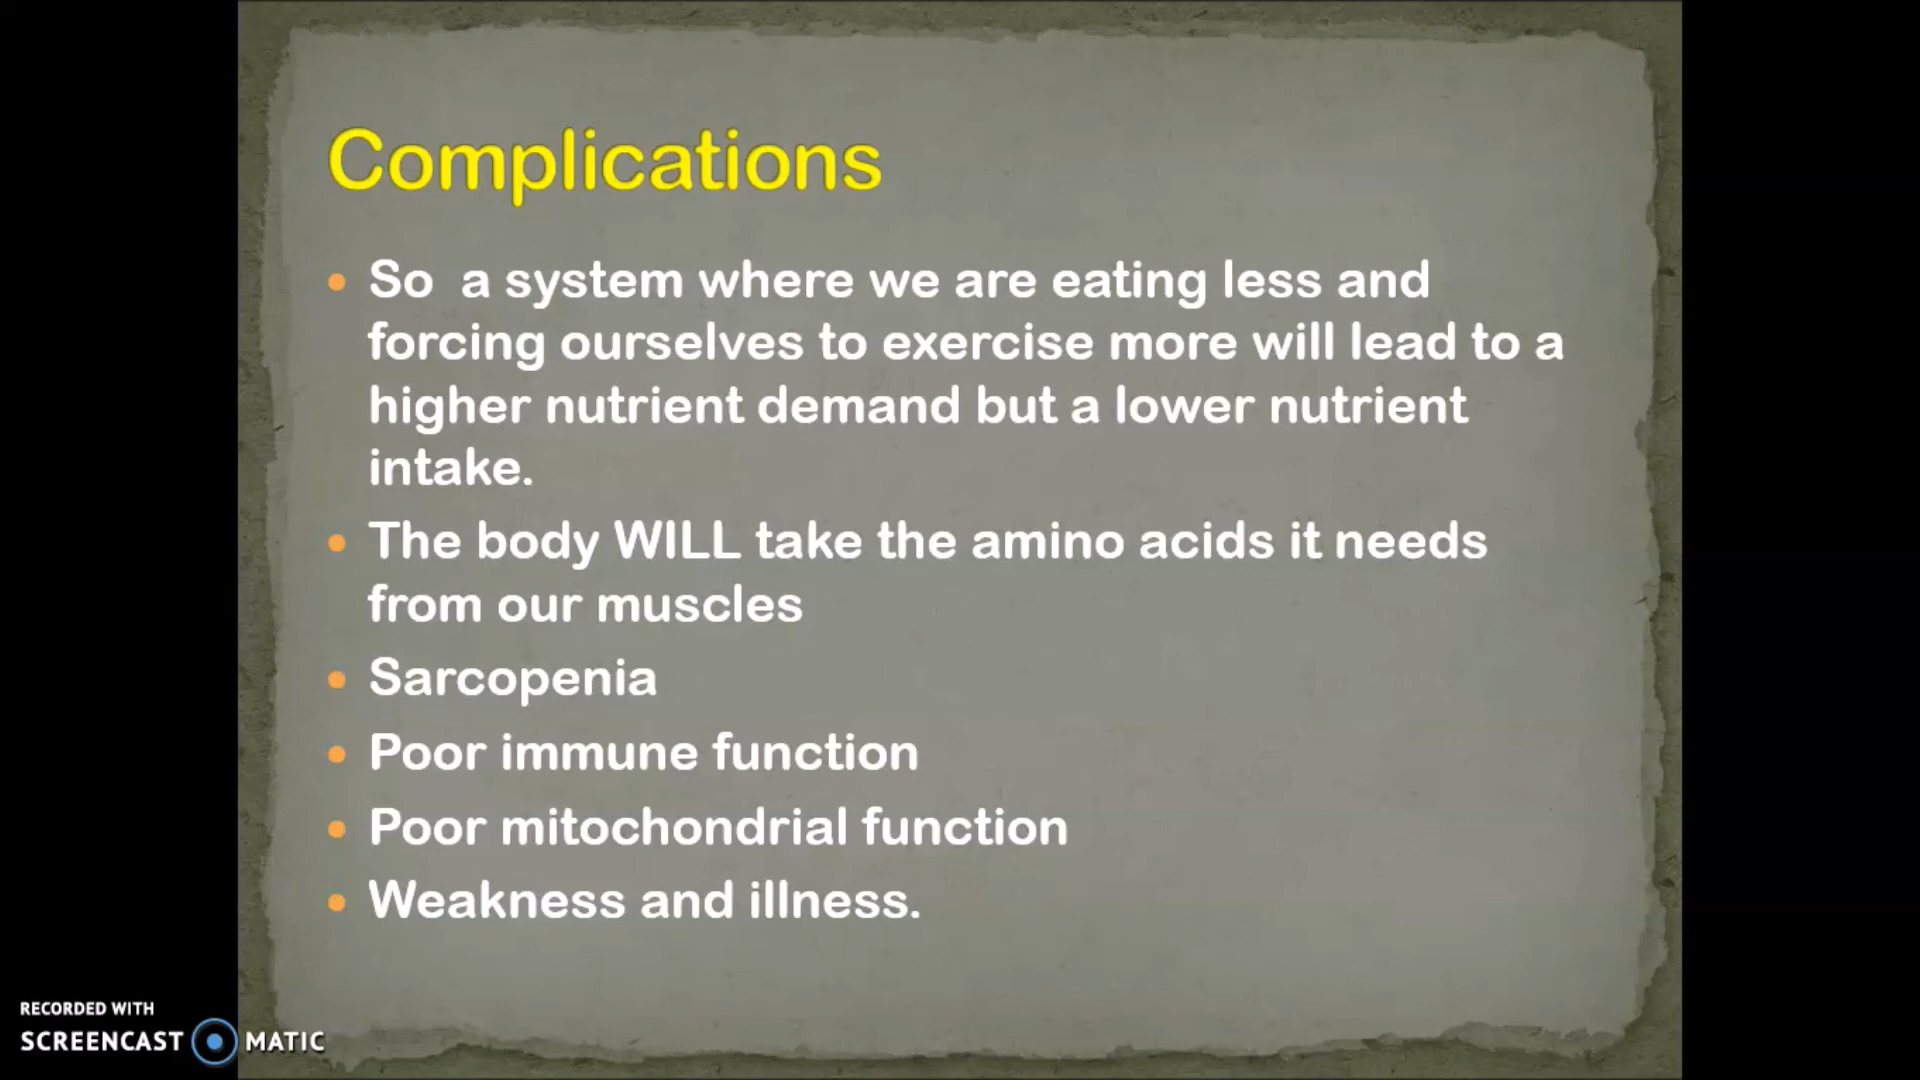 Complications
• So  a system where we are eating less and
forcing ourselves to exercise more will lead to a
higher nutrient demand but a lower nutrient
intake.
• The body WILL take the amino acids it needs
from our muscles
• Sarcopenia
• Poor immune function
• Poor mitochondrial function
• Weakness and illness.
RECORDED WITH
SCREENCAST MATIC